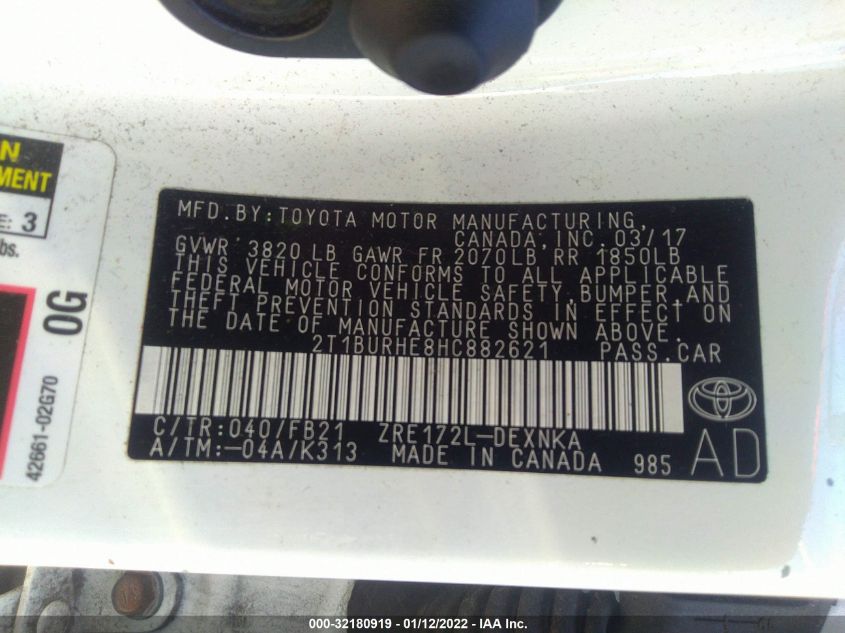 MFD.BY:TOYOTA MOTOR MANUFACTURING,
CANADA,INC. 03/17
GVWR 3820 LB GAWR FR 2070LB RR 1850LB
THIS VEHICLE CONFORMS TO ALL APPLICABLE
FEDERAL MOTOR VEHICLE SAFETY,BUMPER,AND
THEFT PREVENTION STANDARDS IN EFFECT ON
THE DATE OF MANUFACTURE SHOWN ABOVE.
2T1BURHE8HC882621 PASS.CAR
C/TR:040/FB21 ZRE172L-DEXNKA
A/TM:-04A/K313 MADE IN CANADA 985 AD
3
0G
42661-02G70
000-32180919 - 01/12/2022 - IAA Inc.